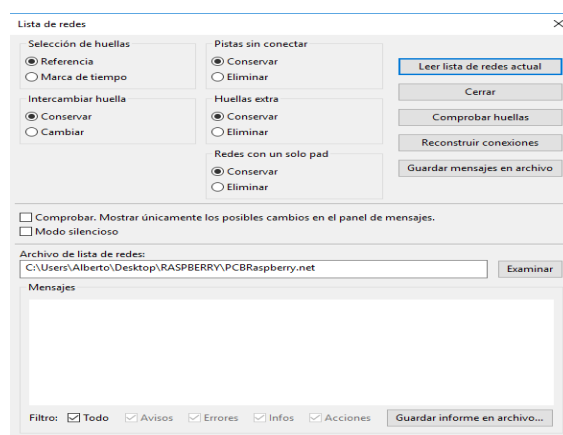 Lista de redes
Selección de huellas
Referencia
Marca de tiempo
Intercambiar huella
Conservar
Cambiar
Pistas sin conectar
Conservar
Eliminar
Huellas extra
Conservar
Eliminar
Redes con un solo pad
Conservar
Eliminar
Leer lista de redes actual
Cerrar
Comprobar huellas
Reconstruir conexiones
Guardar mensajes en archivo
Comprobar. Mostrar únicamente los posibles cambios en el panel de mensajes.
Modo silencioso
Archivo de lista de redes:
C:\Users\Alberto\Desktop\RASPBERRY\PCBRaspberry.net
Examinar
Mensajes
Filtro: Todo Avisos Errores Infos Acciones Guardar informe en archivo...